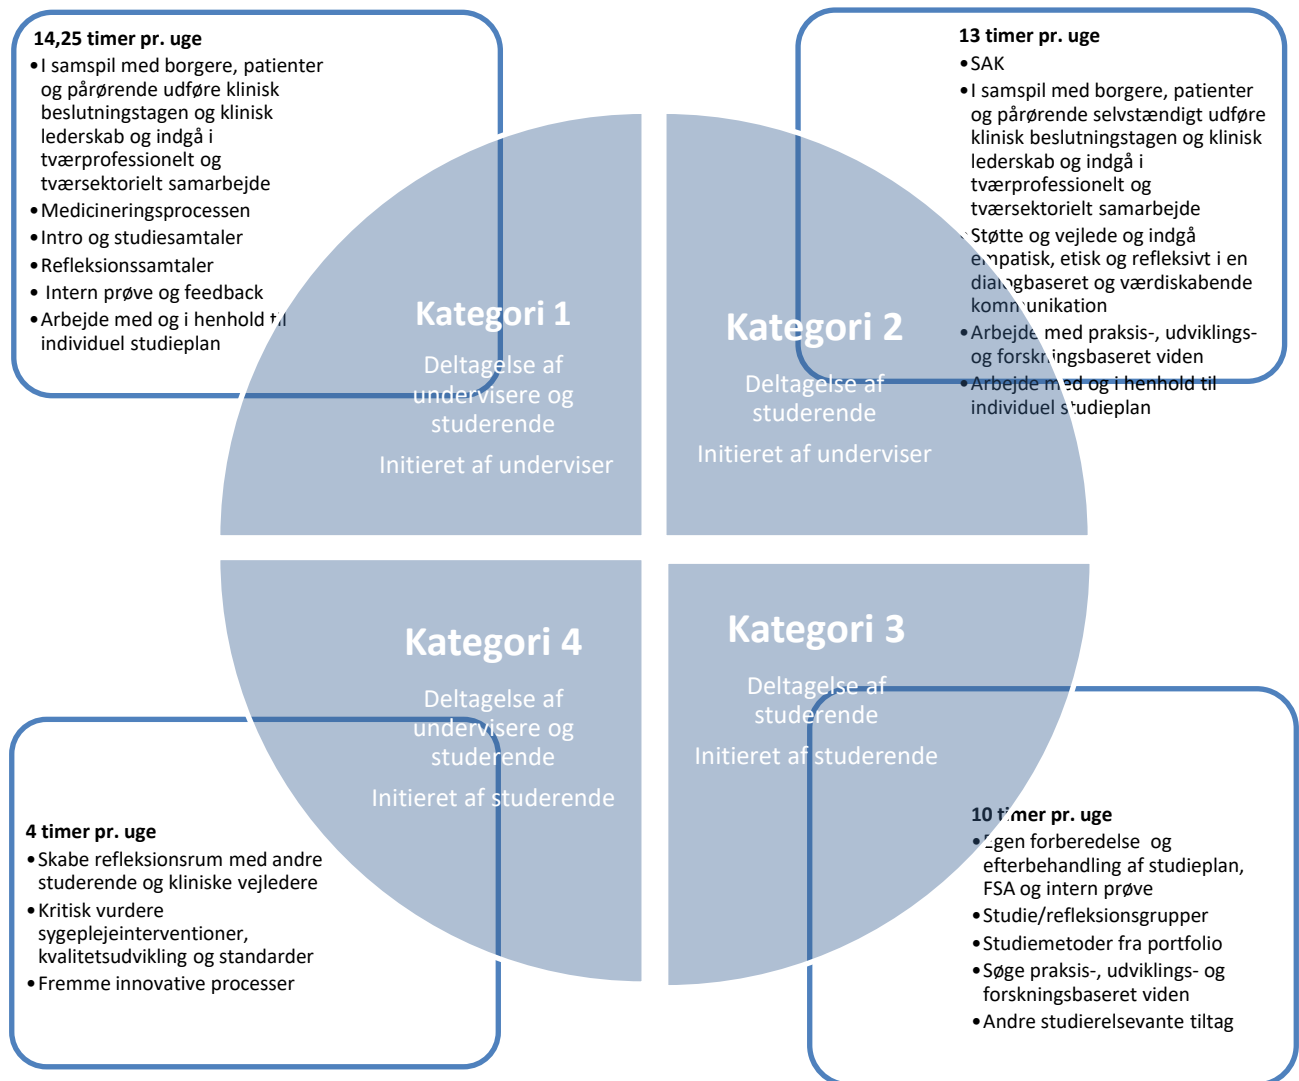 14,25 timer pr. uge
•I samspil med borgere, patienter
og pårørende udføre klinisk
beslutningstagen og klinisk
lederskab og indgå i
tværprofessionelt og
tværsektorielt samarbejde
•Medicineringsprocessen
•Intro og studiesamtaler
•Refleksionssamtaler
• Intern prøve og feedback
•Arbejde med og i henhold til
individuel studieplan
13 timer pr. uge
•SAK
•I samspil med borgere, patienter
og pårørende selvstændigt udføre
klinisk beslutningstagen og klinisk
lederskab og indgå i
tværprofessionelt og
tværsektorielt samarbejde
•Støtte og vejlede og indgå
empatisk, etisk og refleksivt i en
dialogbaseret og værdiskabende
kommunikation
•Arbejde med praksis-, udviklings-
og forskningsbaseret viden
•Arbejde med og i henhold til
individuel studieplan
Kategori 1
Deltagelse af
undervisere og
studerende
Initieret af underviser
Kategori 2
Deltagelse af
studerende
Initieret af underviser
Kategori 4
Deltagelse af
undervisere og
studerende
Initieret af studerende
Kategori 3
Deltagelse af
studerende
Initieret af studerende
4 timer pr. uge
•Skabe refleksionsrum med andre
studerende og kliniske vejledere
•Kritisk vurdere
sygeplejeinterventioner,
kvalitetsudvikling og standarder
•Fremme innovative processer
10 timer pr. uge
•Egen forberedelse og
efterbehandling af studieplan,
FSA og intern prøve
•Studie/refleksionsgrupper
•Studiemetoder fra portfolio
•Søge praksis-, udviklings- og
forskningsbaseret viden
•Andre studierelsevante tiltag